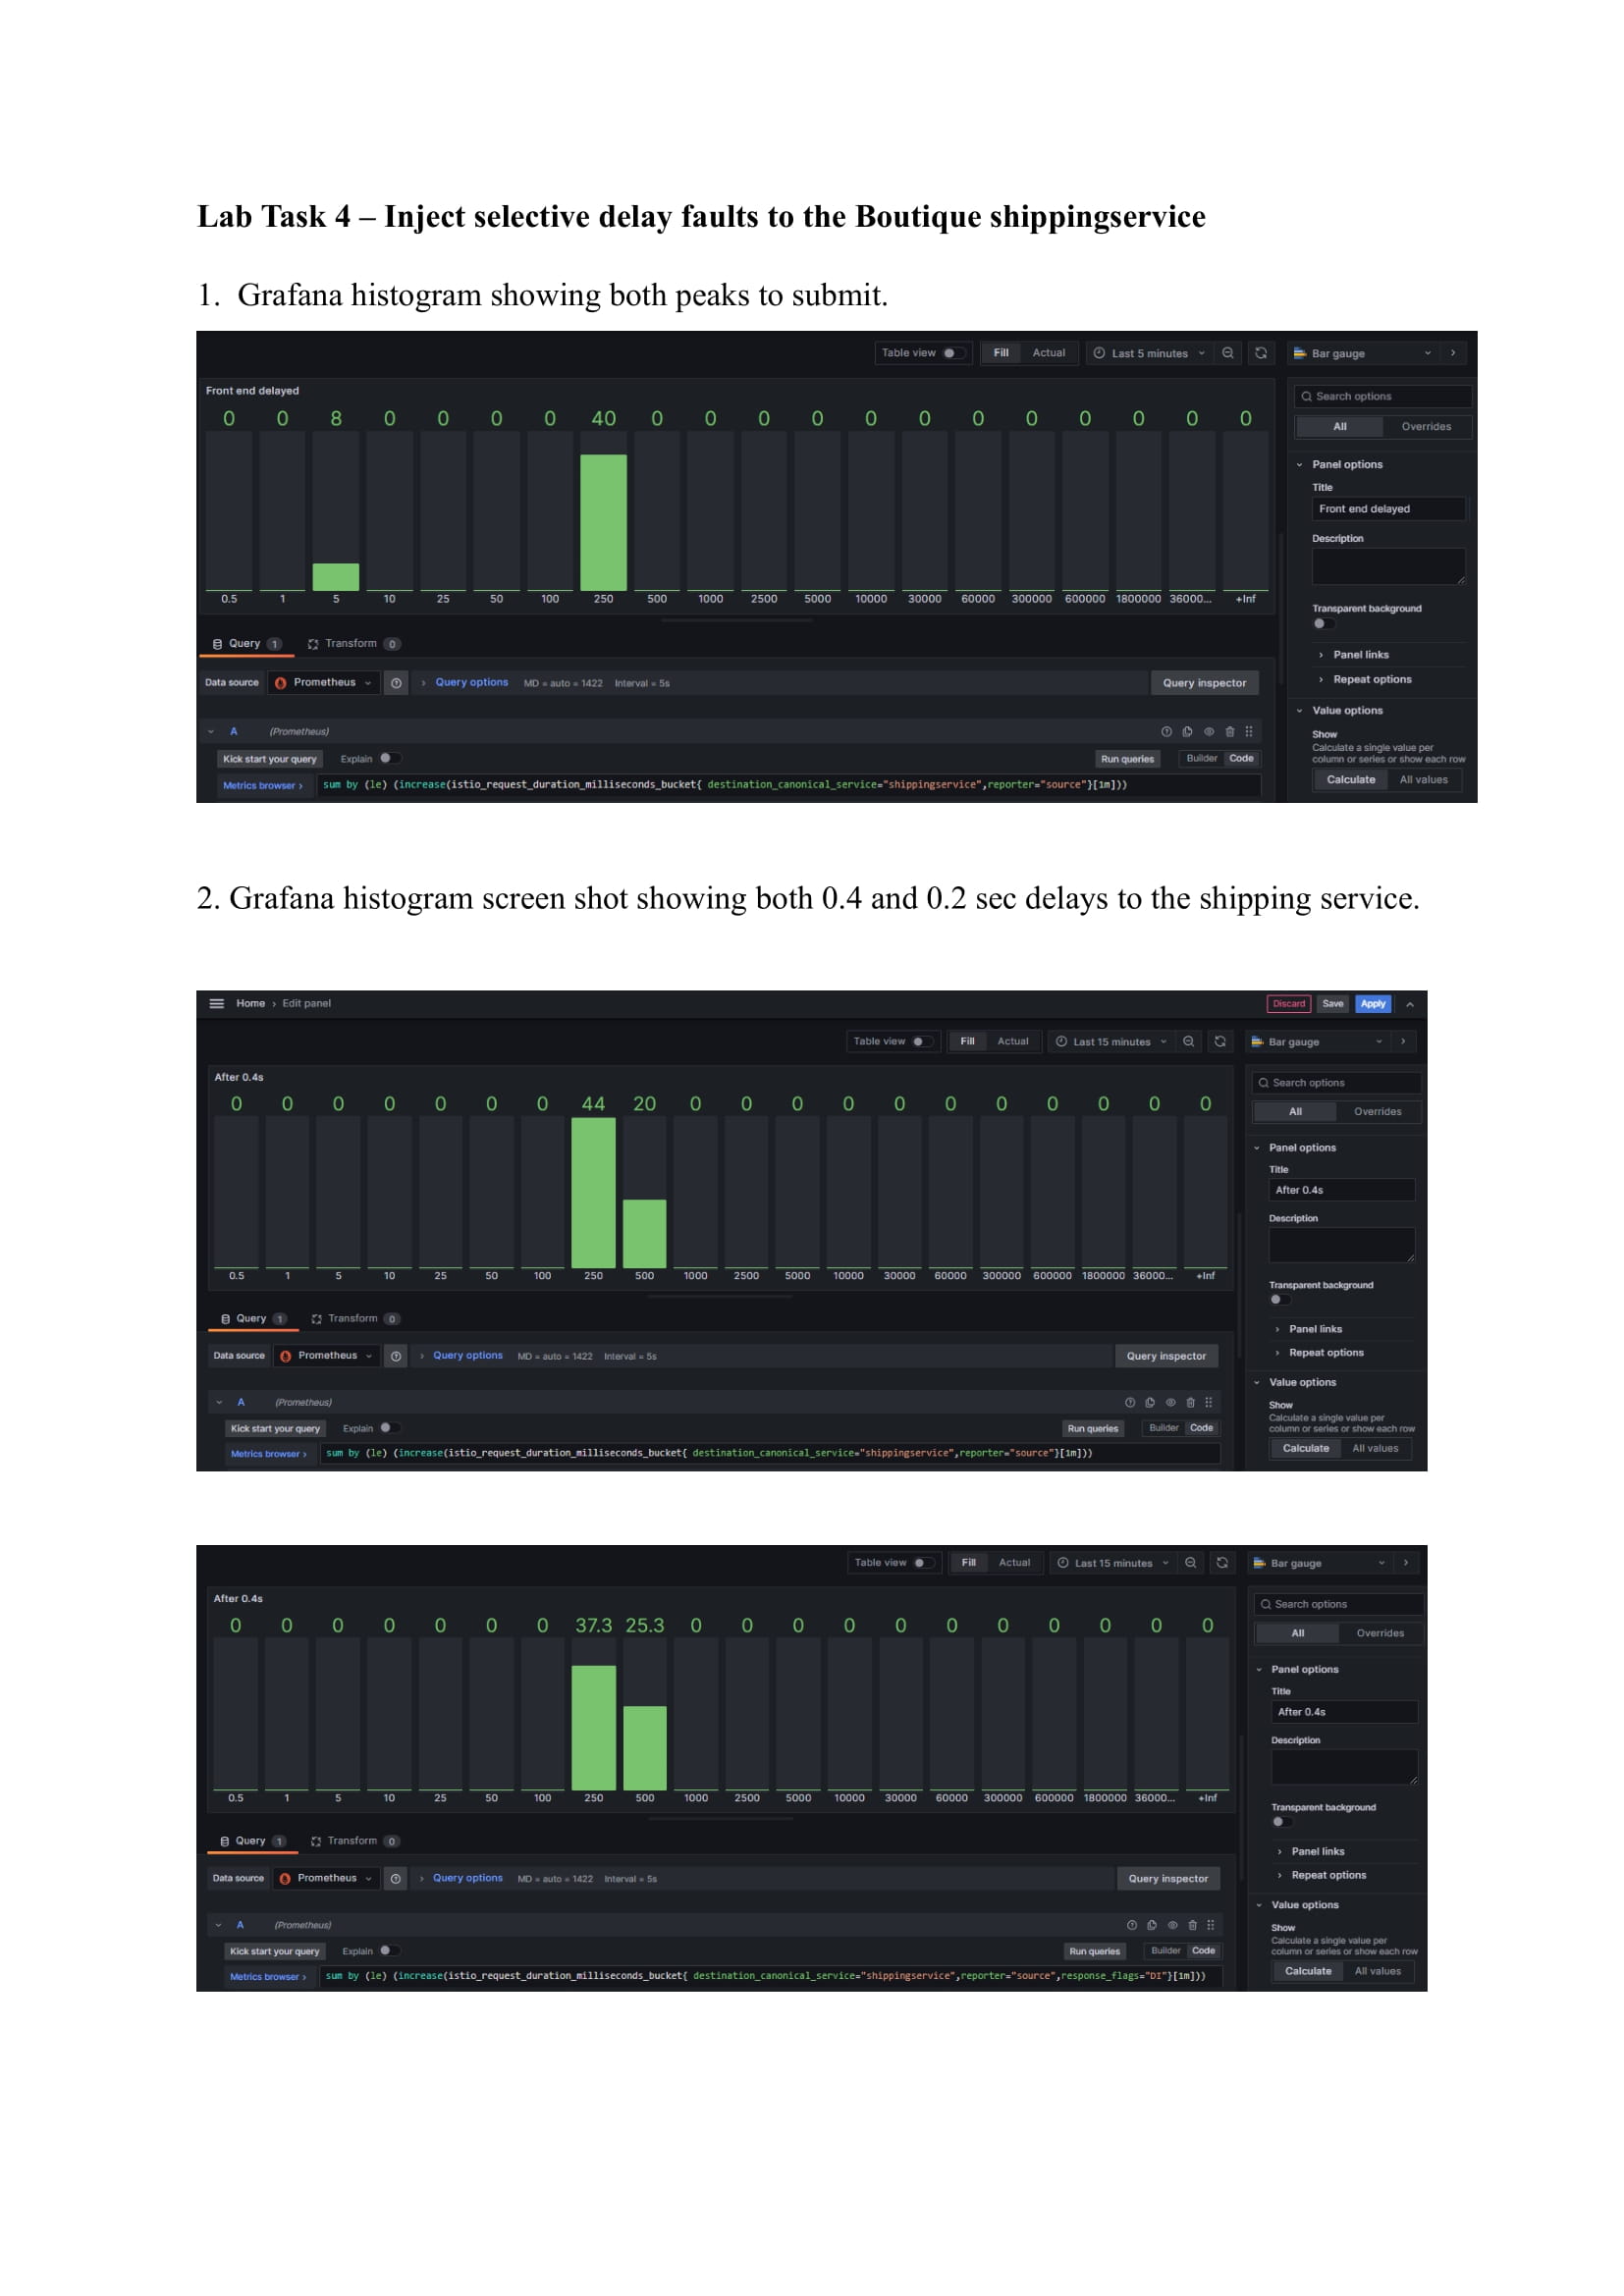 Lab Task 4 – Inject selective delay faults to the Boutique shippingservice
1. Grafana histogram showing both peaks to submit.
Table view Fill Actual Last 5 minutes Bar gauge
Front end delayed
0 0 8 0 0 0 0 40 0 0 0 0 0 0 0 0 0 0 0 0
0.5 1 5 10 25 50 100 250 500 1000 2500 5000 10000 30000 60000 300000 600000 1800000 36000... +Inf
Search options
All Overrides
Panel options
Title
Front end delayed
Description
Transparent background
Panel links
Repeat options
Value options
Show
Calculate a single value per
column or series or show each row
Calculate All values
Query 1 Transform 0
Data source Prometheus Query options MD = auto = 1422 Interval = 5s Query inspector
A (Prometheus)
Kick start your query Explain Run queries Builder Code
Metrics browser > sum by (le) (increase(istio_request_duration_milliseconds_bucket{ destination_canonical_service="shippingservice",reporter="source"}[1m]))
2. Grafana histogram screen shot showing both 0.4 and 0.2 sec delays to the shipping service.
Home > Edit panel Discard Save Apply
Table view Fill Actual Last 15 minutes Bar gauge
After 0.4s
0 0 0 0 0 0 0 44 20 0 0 0 0 0 0 0 0 0 0 0
0.5 1 5 10 25 50 100 250 500 1000 2500 5000 10000 30000 60000 300000 600000 1800000 36000... +Inf
Search options
All Overrides
Panel options
Title
After 0.4s
Description
Transparent background
Panel links
Repeat options
Value options
Show
Calculate a single value per
column or series or show each row
Calculate All values
Query 1 Transform 0
Data source Prometheus Query options MD = auto = 1422 Interval = 5s Query inspector
A (Prometheus)
Kick start your query Explain Run queries Builder Code
Metrics browser > sum by (le) (increase(istio_request_duration_milliseconds_bucket{ destination_canonical_service="shippingservice",reporter="source"}[1m]))
Table view Fill Actual Last 15 minutes Bar gauge
After 0.4s
0 0 0 0 0 0 0 37.3 25.3 0 0 0 0 0 0 0 0 0 0 0
0.5 1 5 10 25 50 100 250 500 1000 2500 5000 10000 30000 60000 300000 600000 1800000 36000... +Inf
Search options
All Overrides
Panel options
Title
After 0.4s
Description
Transparent background
Panel links
Repeat options
Value options
Show
Calculate a single value per
column or series or show each row
Calculate All values
Query 1 Transform 0
Data source Prometheus Query options MD = auto = 1422 Interval = 5s Query inspector
A (Prometheus)
Kick start your query Explain Run queries Builder Code
Metrics browser > sum by (le) (increase(istio_request_duration_milliseconds_bucket{ destination_canonical_service="shippingservice",reporter="source",response_flags="DI"}[1m]))